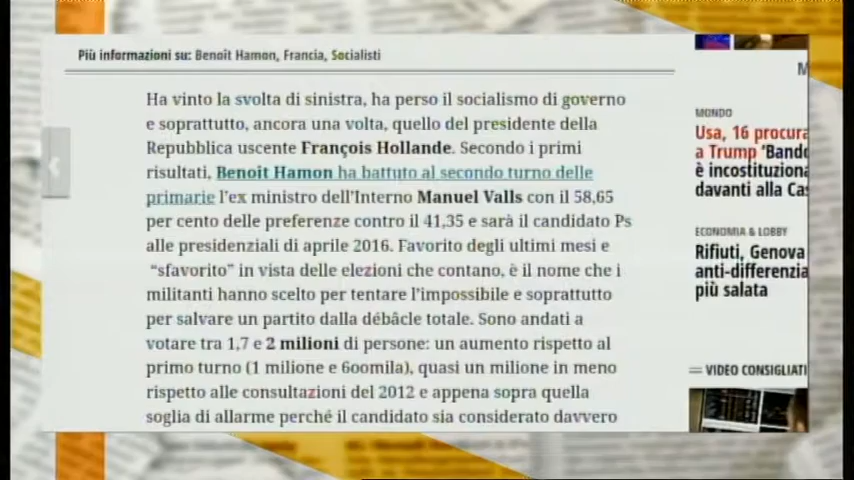 Più informazioni su: Benoît Hamon, Francia, Socialisti
Ha vinto la svolta di sinistra, ha perso il socialismo di governo
e soprattutto, ancora una volta, quello del presidente della
Repubblica uscente François Hollande. Secondo i primi
risultati, Benoît Hamon ha battuto al secondo turno delle
primarie l'ex ministro dell'Interno Manuel Valls con il 58,65
per cento delle preferenze contro il 41,35 e sarà il candidato Ps
alle presidenziali di aprile 2016. Favorito degli ultimi mesi e
“sfavorito” in vista delle elezioni che contano, è il nome che i
militanti hanno scelto per tentare l'impossibile e soprattutto
per salvare un partito dalla débâcle totale. Sono andati a
votare tra 1,7 e 2 milioni di persone: un aumento rispetto al
primo turno (1 milione e 600mila), quasi un milione in meno
rispetto alle consultazioni del 2012 e appena sopra quella
soglia di allarme perché il candidato sia considerato davvero
M
MONDO
Usa, 16 procura
a Trump 'Band
è incostituziona
davanti alla Ca
ECONOMIA & LOBBY
Rifiuti, Genova
anti-differenzia
più salata
VIDEO CONSIGLIATI